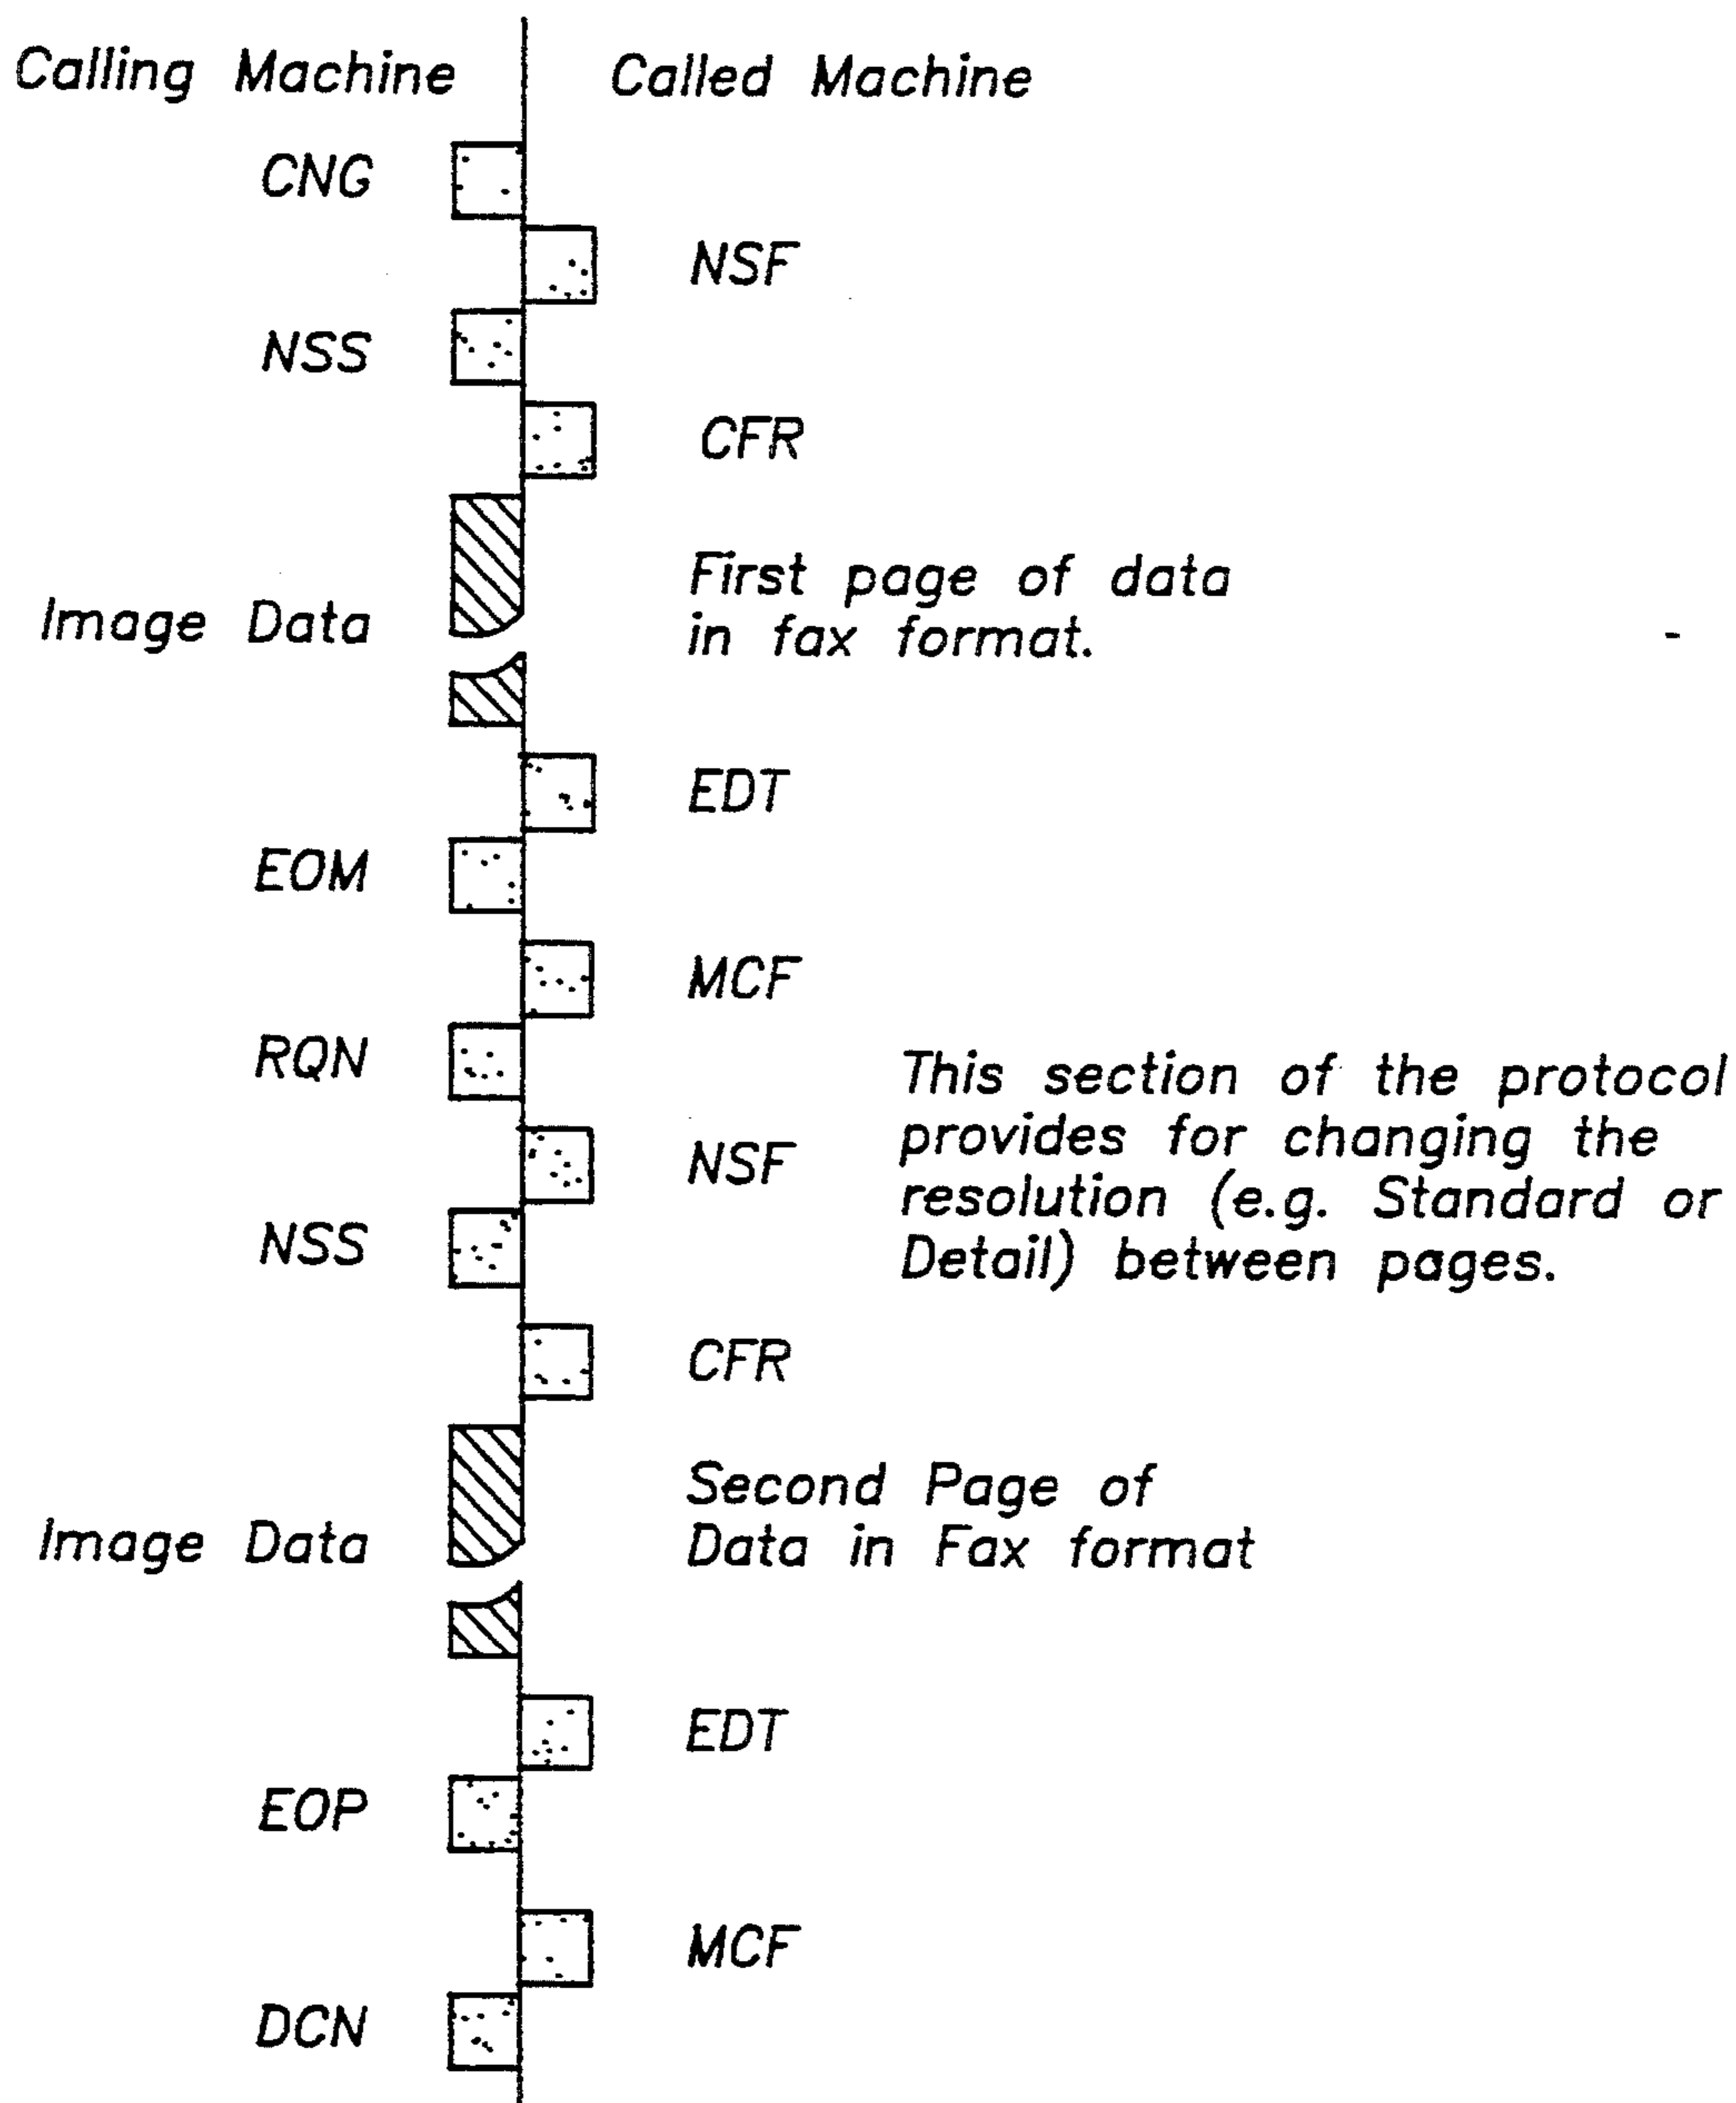 Calling Machine Called Machine
CNG
NSF
NSS
CFR
First page of data
Image Data in fax format.
EDT
EOM
MCF
RQN
This section of the protocol
provides for changing the
NSF
resolution (e.g. Standard or
NSS
Detail) between pages.
CFR
Second Page of
Image Data Data in Fax format
EDT
EOP
MCF
DCN